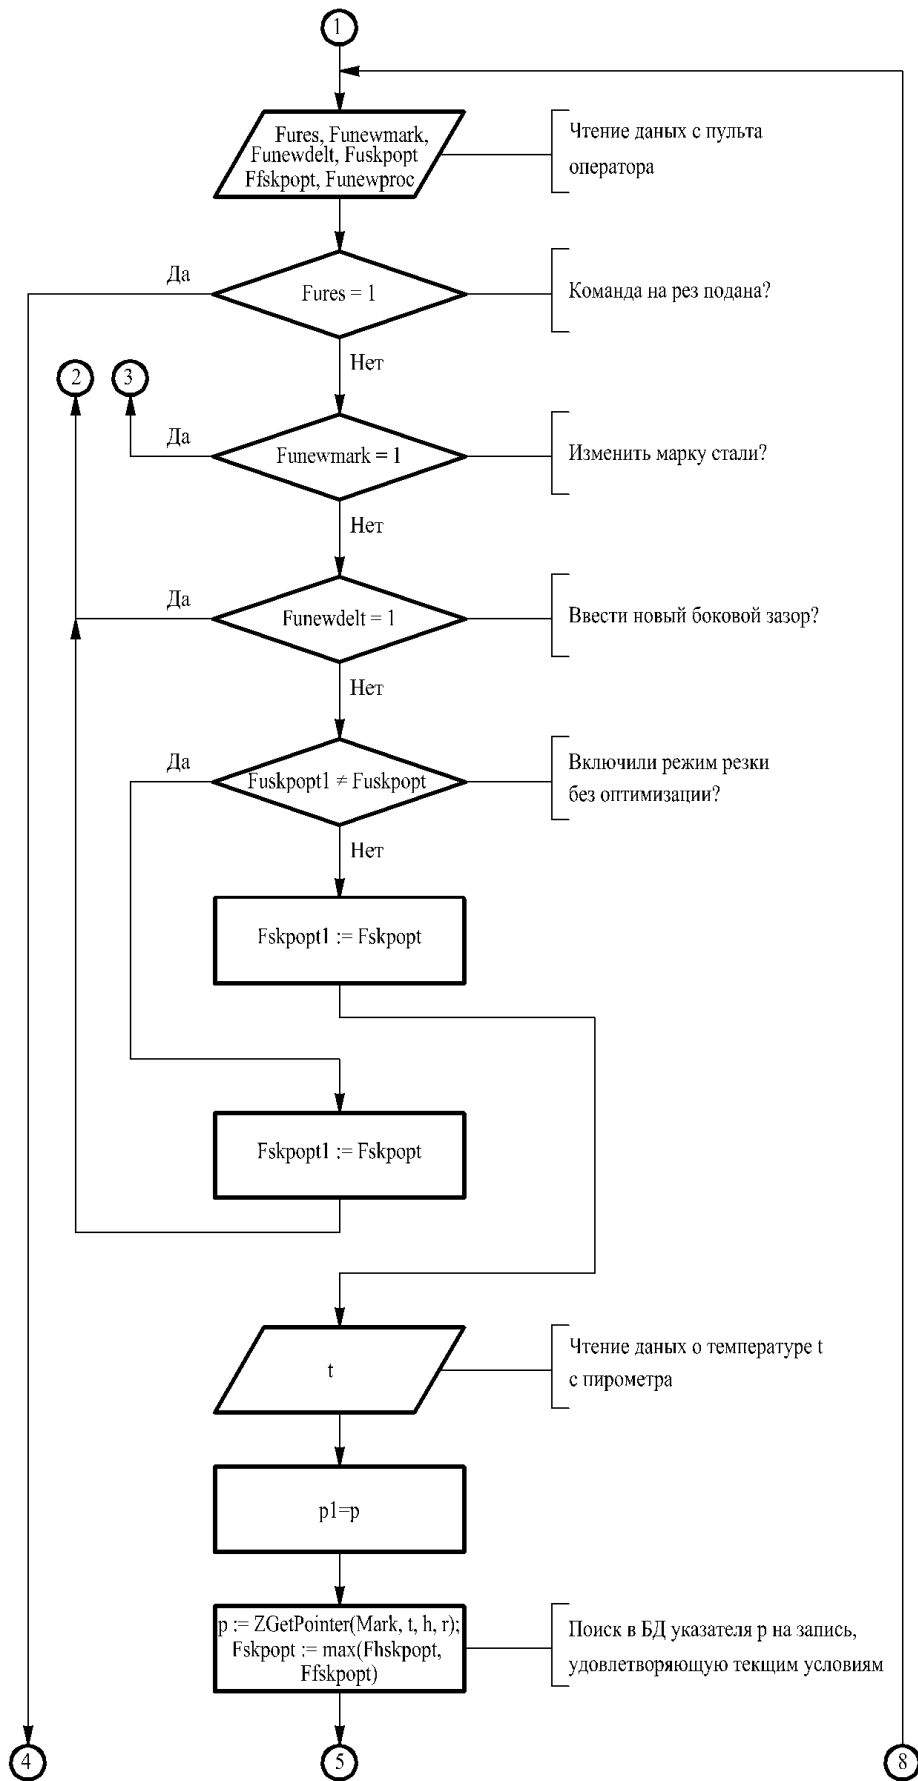 1
Fures, Funewmark,
Funewdelt, Fuskpopt
Ffskpopt, Funewproc
Чтение даных с пульта
оператора
Да
Fures = 1
Команда на рез подана?
Нет
2
3
Да
Funewmark = 1
Изменить марку стали?
Нет
Да
Funewdelt = 1
Ввести новый боковой зазор?
Нет
Да
Fuskpopt1 ≠ Fuskpopt
Включили режим резки
без оптимизации?
Нет
Fskpopt1 := Fskpopt
Fskpopt1 := Fskpopt
t
Чтение даных о температуре t
с пирометра
p1=p
p := ZGetPointer(Mark, t, h, r);
Fskpopt := max(Fhskpopt,
Ffskpopt)
Поиск в БД указателя p на запись,
удовлетворяющую текщим условиям
4
5
8